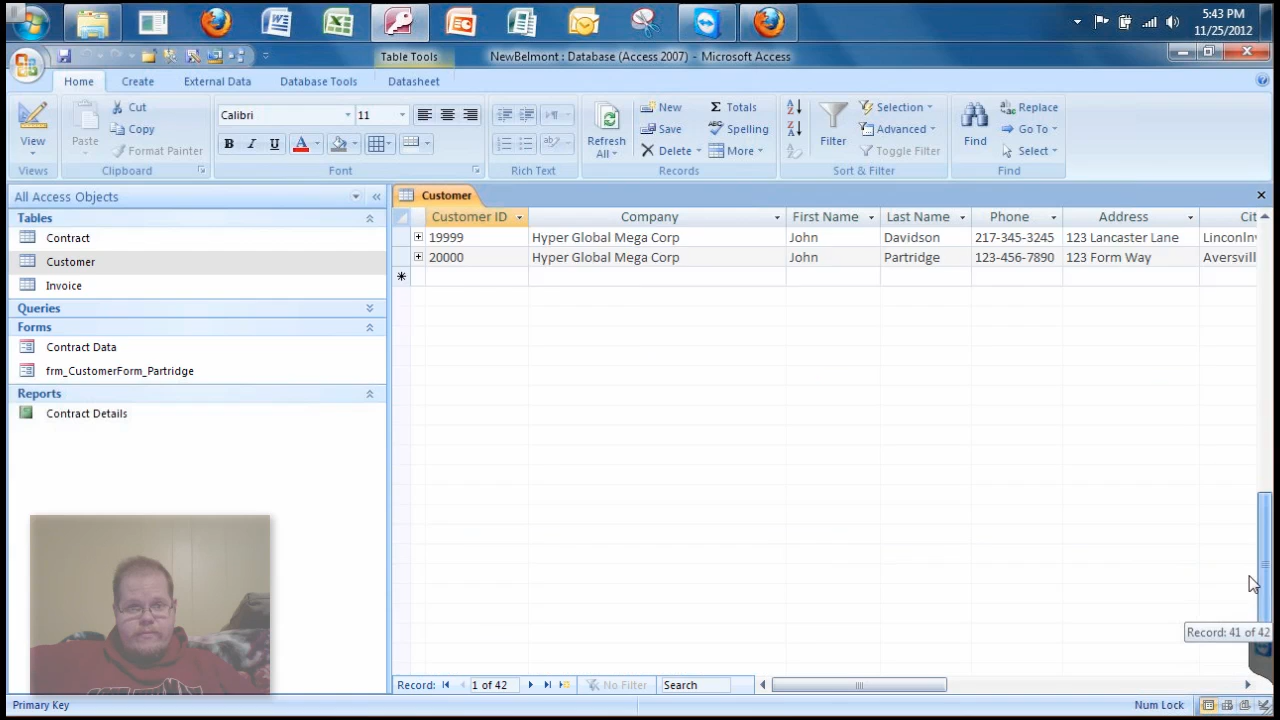 5:43 PM
11/25/2012
Table Tools
NewBelmont : Database (Access 2007) - Microsoft Access
Home
Create
External Data
Database Tools
Datasheet
View
Views
Paste
Cut
Copy
Format Painter
Clipboard
Calibri
11
B I U A
Font
Rich Text
Refresh
All
New
Save
Delete
Totals
Spelling
More
Records
Filter
Selection
Advanced
Toggle Filter
Sort & Filter
Find
Replace
Go To
Select
Find
All Access Objects
Tables
Contract
Customer
Invoice
Queries
Forms
Contract Data
frm_CustomerForm_Partridge
Reports
Contract Details
Customer
Customer ID Company First Name Last Name Phone Address Cit
19999 Hyper Global Mega Corp John Davidson 217-345-3245 123 Lancaster Lane Linconlnv
20000 Hyper Global Mega Corp John Partridge 123-456-7890 123 Form Way Aversvill
Record: 41 of 42
Record: 1 of 42 No Filter Search
Primary Key
Num Lock